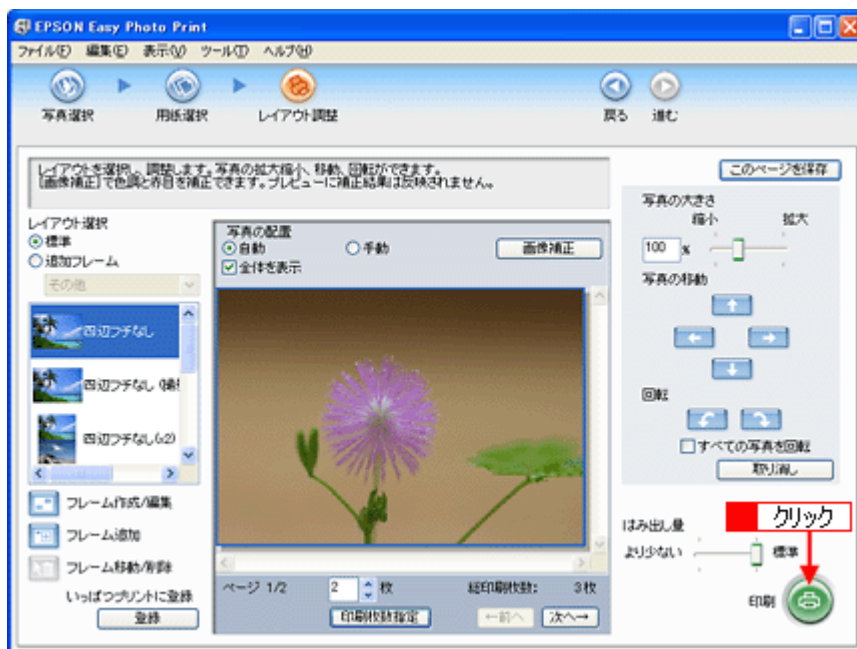 EPSON Easy Photo Print
ファイル(F) 編集(E) 表示(V) ツール(T) ヘルプ(H)
写真選択 用紙選択 レイアウト調整 戻る 進む
レイアウトを選択し、調整します。写真の拡大縮小、移動、回転ができます。
[画像補正]で色調と赤目を補正できます。プレビューに補正結果は反映されません。
このページを保存
レイアウト選択
標準
追加フレーム
その他
四辺フチなし
四辺フチなし
四辺フチなし(x2)
フレーム作成/編集
フレーム追加
フレーム移動/削除
いっぱつプリントに登録
登録
写真の配置
自動 手動 画像補正
全体を表示
ページ 1/2 2 枚 総印刷枚数: 3枚
印刷枚数指定 ←前へ 次へ→
写真の大きさ
縮小 拡大
100 %
写真の移動
回転
すべての写真を回転
取り消し
クリック
はみ出し量
より少ない 標準
印刷